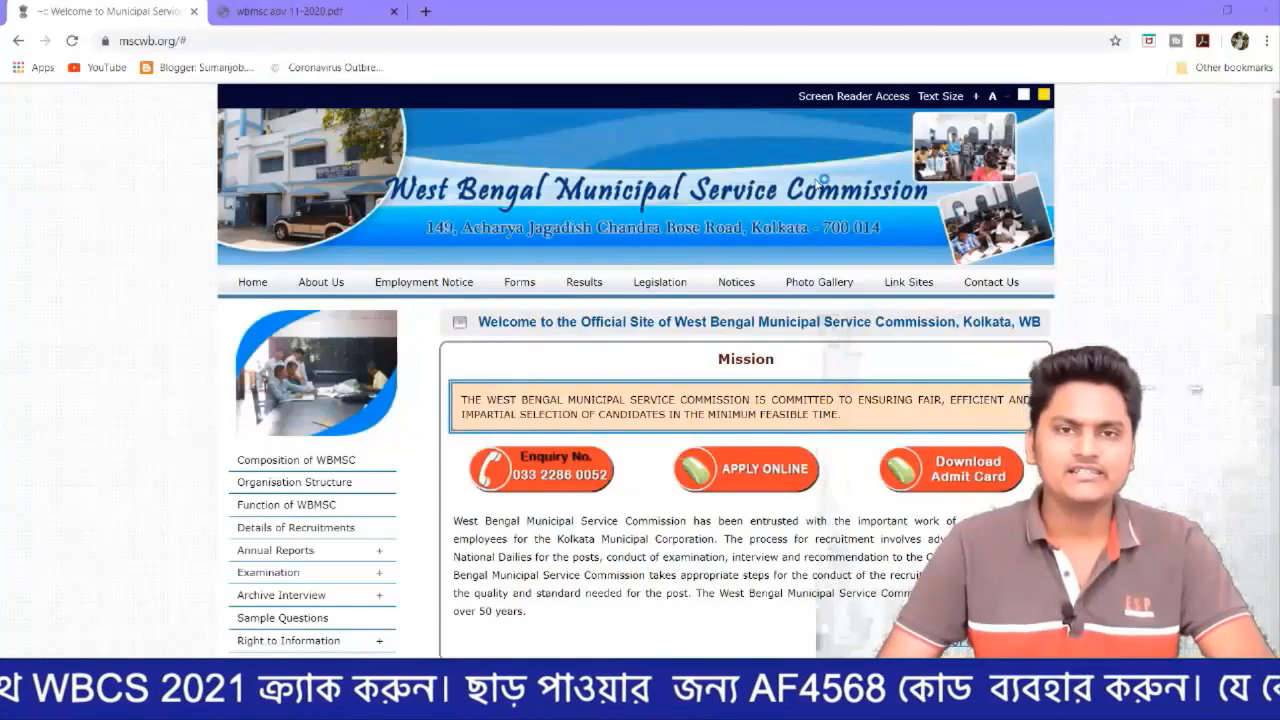 -:: Welcome to Municipal Servic
wbmsc adv 11-2020.pdf
mscwb.org/#
Apps
YouTube
Blogger: Sumanjob....
Coronavirus Outbre...
Other bookmarks
Screen Reader Access Text Size + A -
West Bengal Municipal Service Commission
149, Acharya Jagadish Chandra Bose Road, Kolkata - 700 014
Home About Us Employment Notice Forms Results Legislation Notices Photo Gallery Link Sites Contact Us
Welcome to the Official Site of West Bengal Municipal Service Commission, Kolkata, WB
Mission
THE WEST BENGAL MUNICIPAL SERVICE COMMISSION IS COMMITTED TO ENSURING FAIR, EFFICIENT AND
IMPARTIAL SELECTION OF CANDIDATES IN THE MINIMUM FEASIBLE TIME.
Enquiry No.
033 2286 0052
APPLY ONLINE
Download
Admit Card
Composition of WBMSC
Organisation Structure
Function of WBMSC
Details of Recruitments
Annual Reports +
Examination +
Archive Interview +
Sample Questions
Right to Information +
West Bengal Municipal Service Commission has been entrusted with the important work of
employees for the Kolkata Municipal Corporation. The process for recruitment involves adv
National Dailies for the posts, conduct of examination, interview and recommendation to the C
Bengal Municipal Service Commission takes appropriate steps for the conduct of the recruit
the quality and standard needed for the post. The West Bengal Municipal Service Comm
over 50 years.
WBCS 2021 ক্র্যাক করুন। ছাড় পাওয়ার জন্য AF4568 কোড ব্যবহার করুন। যে